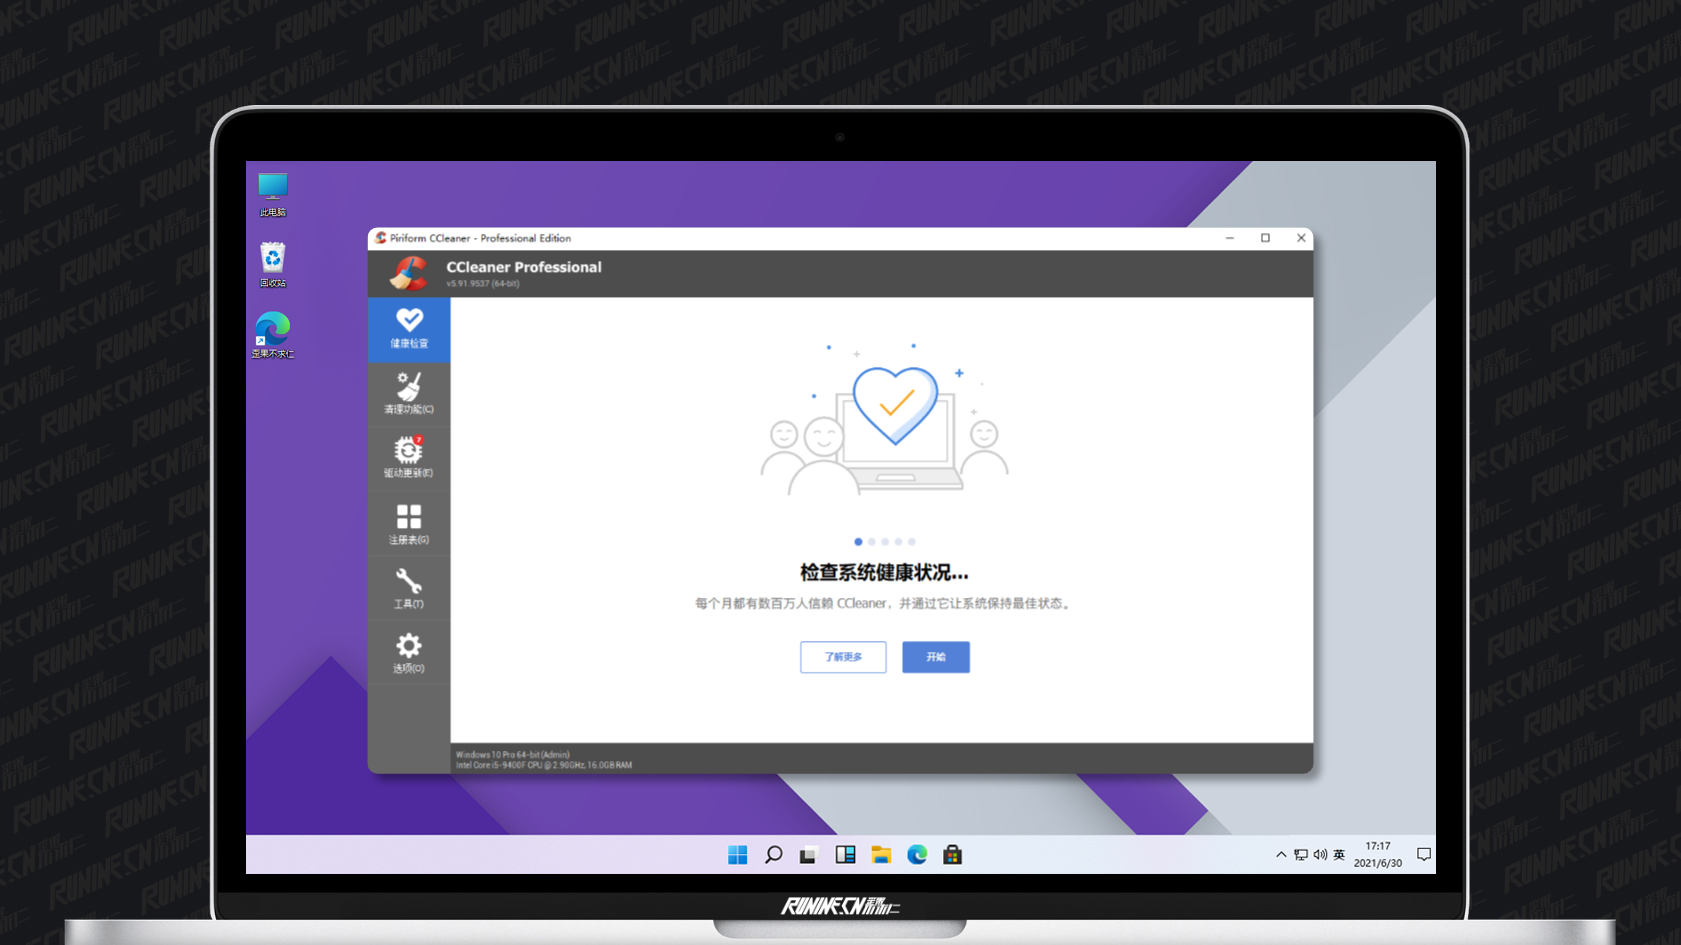 此电脑
回收站
歪果不求仁
Piriform CCleaner - Professional Edition
CCleaner Professional
v5.91.9537 (64-bit)
健康检查
清理功能(C)
7
驱动更新(E)
注册表(G)
工具(T)
选项(O)
检查系统健康状况...
每个月都有数百万人信赖 CCleaner，并通过它让系统保持最佳状态。
了解更多
开始
Windows 10 Pro 64-bit (Admin)
Intel Core i5-9400F CPU @ 2.90GHz, 16.0GB RAM
英
17:17
2021/6/30
RUNINE.CN